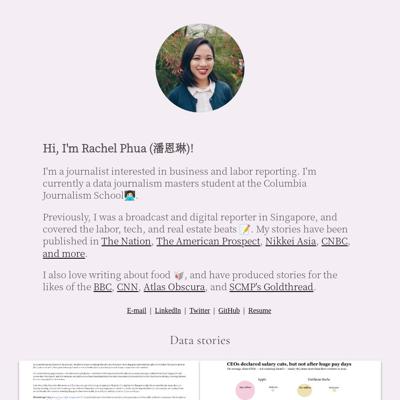 Hi, I'm Rachel Phua (潘恩琳)!
I'm a journalist interested in business and labor reporting. I'm
currently a data journalism masters student at the Columbia
Journalism School👩🏻‍💻.
Previously, I was a broadcast and digital reporter in Singapore, and
covered the labor, tech, and real estate beats 📝. My stories have been
published in The Nation, The American Prospect, Nikkei Asia, CNBC,
and more.
I also love writing about food 🥡, and have produced stories for the
likes of the BBC, CNN, Atlas Obscura, and SCMP's Goldthread.
E-mail | LinkedIn | Twitter | GitHub | Resume
Data stories
CEOs declared salary cuts, but not after huge pay days